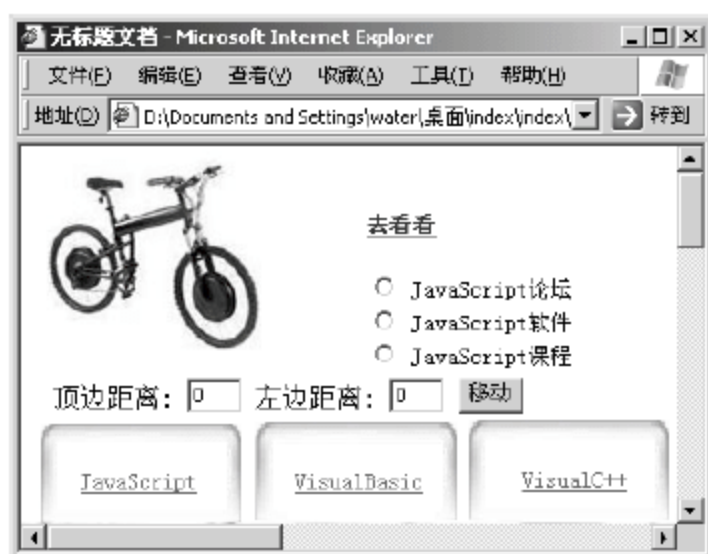 无标题文档 - Microsoft Internet Explorer
文件(F) 编辑(E) 查看(V) 收藏(A) 工具(T) 帮助(H)
地址(D) D:\Documents and Settings\water\桌面\index\index\ 转到
去看看
JavaScript论坛
JavaScript软件
JavaScript课程
顶边距离: 0 左边距离: 0 移动
JavaScript VisualBasic VisualC++